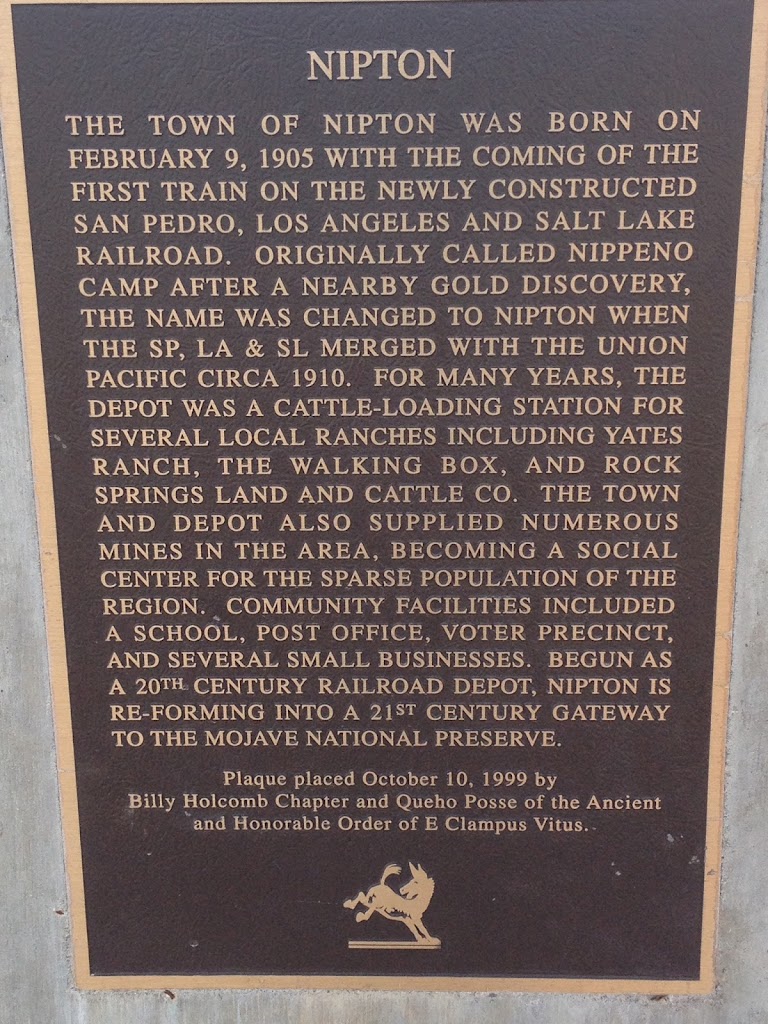 NIPTON
THE TOWN OF NIPTON WAS BORN ON
FEBRUARY 9, 1905 WITH THE COMING OF THE
FIRST TRAIN ON THE NEWLY CONSTRUCTED
SAN PEDRO, LOS ANGELES AND SALT LAKE
RAILROAD. ORIGINALLY CALLED NIPPENO
CAMP AFTER A NEARBY GOLD DISCOVERY,
THE NAME WAS CHANGED TO NIPTON WHEN
THE SP, LA & SL MERGED WITH THE UNION
PACIFIC CIRCA 1910. FOR MANY YEARS, THE
DEPOT WAS A CATTLE-LOADING STATION FOR
SEVERAL LOCAL RANCHES INCLUDING YATES
RANCH, THE WALKING BOX, AND ROCK
SPRINGS LAND AND CATTLE CO. THE TOWN
AND DEPOT ALSO SUPPLIED NUMEROUS
MINES IN THE AREA, BECOMING A SOCIAL
CENTER FOR THE SPARSE POPULATION OF THE
REGION. COMMUNITY FACILITIES INCLUDED
A SCHOOL, POST OFFICE, VOTER PRECINCT,
AND SEVERAL SMALL BUSINESSES. BEGUN AS
A 20TH CENTURY RAILROAD DEPOT, NIPTON IS
RE-FORMING INTO A 21ST CENTURY GATEWAY
TO THE MOJAVE NATIONAL PRESERVE.
Plaque placed October 10, 1999 by
Billy Holcomb Chapter and Queho Posse of the Ancient
and Honorable Order of E Clampus Vitus.